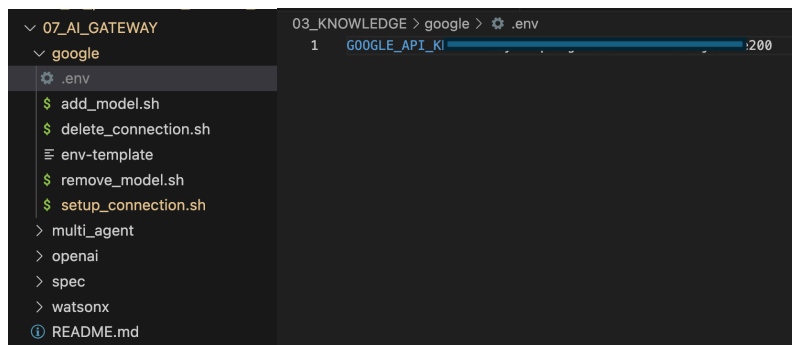 07_AI_GATEWAY
google
.env
$ add_model.sh
$ delete_connection.sh
env-template
$ remove_model.sh
$ setup_connection.sh
multi_agent
openai
spec
watsonx
README.md
03_KNOWLEDGE > google > .env
1 GOOGLE_API_K 200